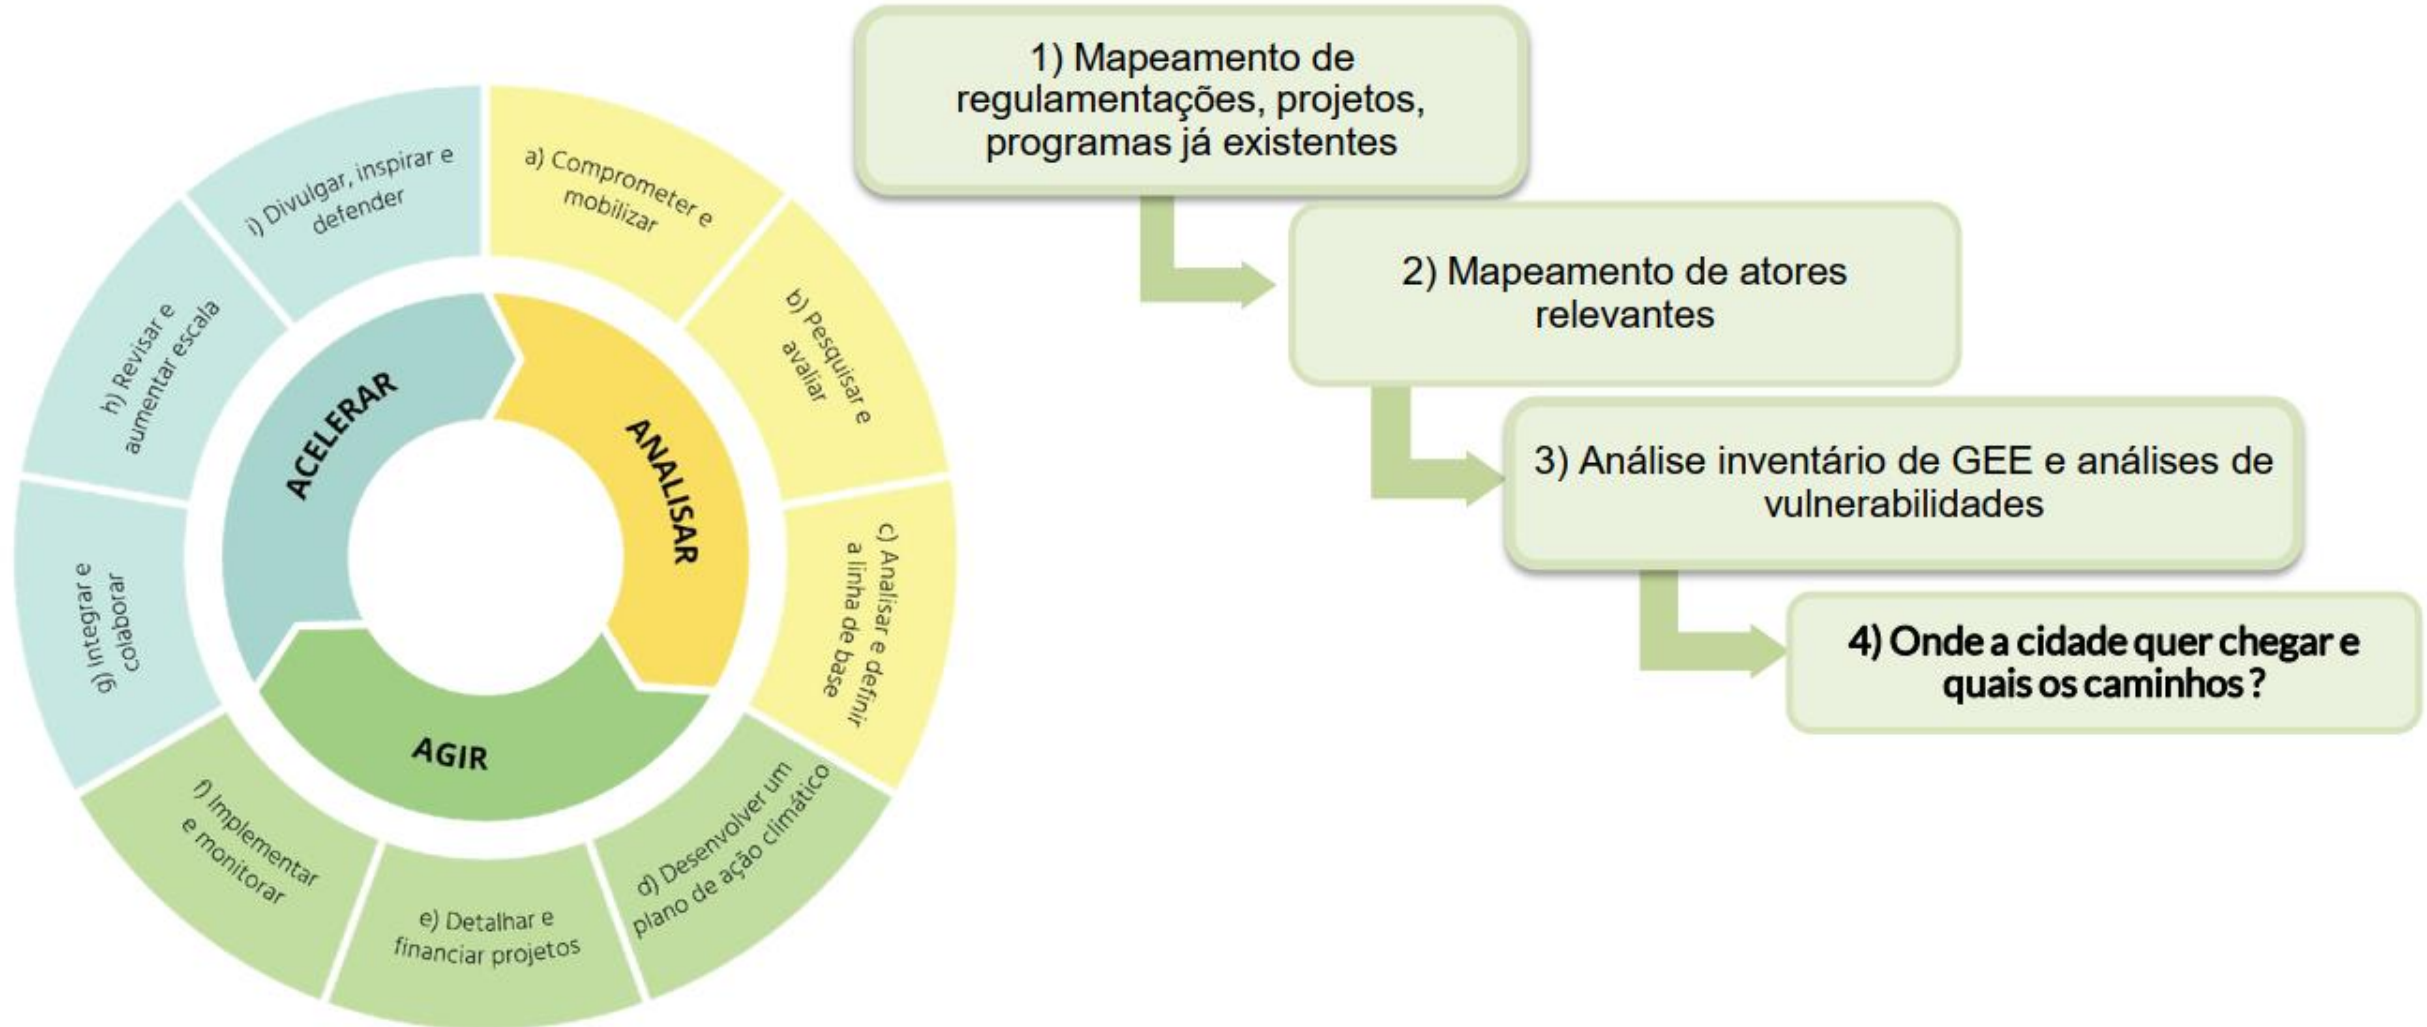 a) Comprometer e
mobilizar
b) Pesquisar e
avaliar
c) Analisar e definir
a linha de base
d) Desenvolver um
plano de ação climático
e) Detalhar e
financiar projetos
f) Implementar
e monitorar
g) Integrar e
colaborar
h) Revisar e
aumentar escala
i) Divulgar, inspirar e
defender
ANALISAR
AGIR
ACELERAR
1) Mapeamento de
regulamentações, projetos,
programas já existentes
2) Mapeamento de atores
relevantes
3) Análise inventário de GEE e análises de
vulnerabilidades
4) Onde a cidade quer chegar e
quais os caminhos ?